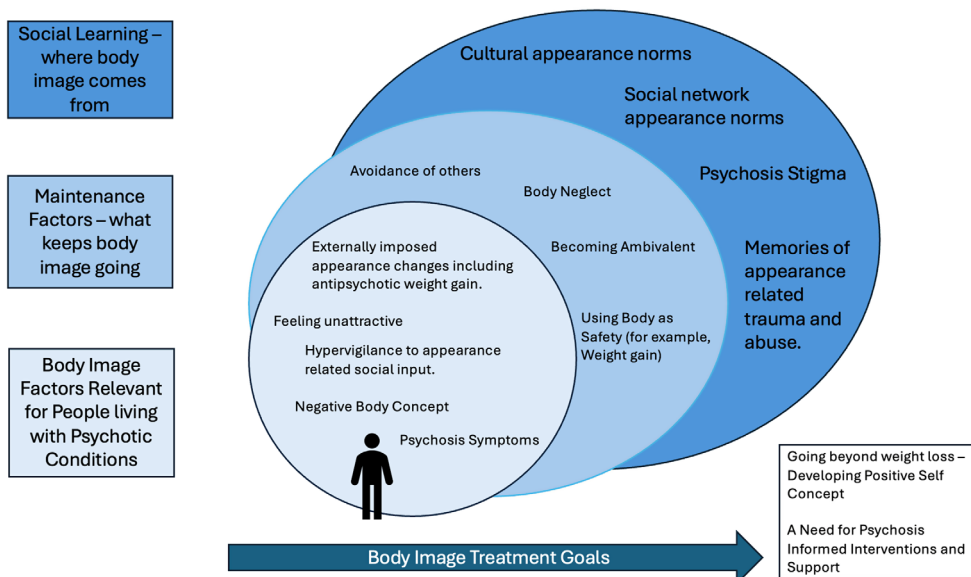 Social Learning –
where body
image comes
from
Maintenance
Factors – what
keeps body
image going
Body Image
Factors Relevant
for People living
with Psychotic
Conditions
Cultural appearance norms
Social network
appearance norms
Psychosis Stigma
Memories of
appearance
related
trauma and
abuse.
Avoidance of others
Body Neglect
Becoming Ambivalent
Using Body as
Safety (for example,
Weight gain)
Externally imposed
appearance changes including
antipsychotic weight gain.
Feeling unattractive
Hypervigilance to appearance
related social input.
Negative Body Concept
Psychosis Symptoms
Body Image Treatment Goals
Going beyond weight loss –
Developing Positive Self
Concept
A Need for Psychosis
Informed Interventions and
Support